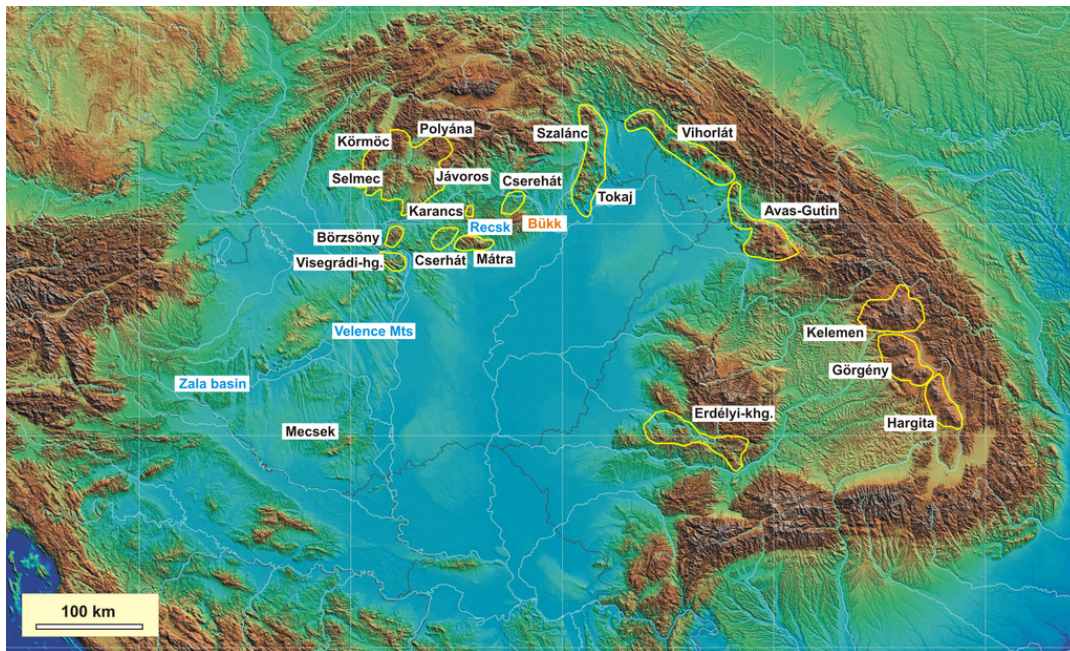 Polyána
Körmöc
Szalánc
Vihorlát
Selmec
Jávoros
Cserehát
Tokaj
Karancs
Avas-Gutin
Recsk
Bükk
Börzsöny
Visegrádi-hg.
Cserhát
Mátra
Velence Mts
Kelemen
Görgény
Zala basin
Erdélyi-khg.
Hargita
Mecsek
100 km